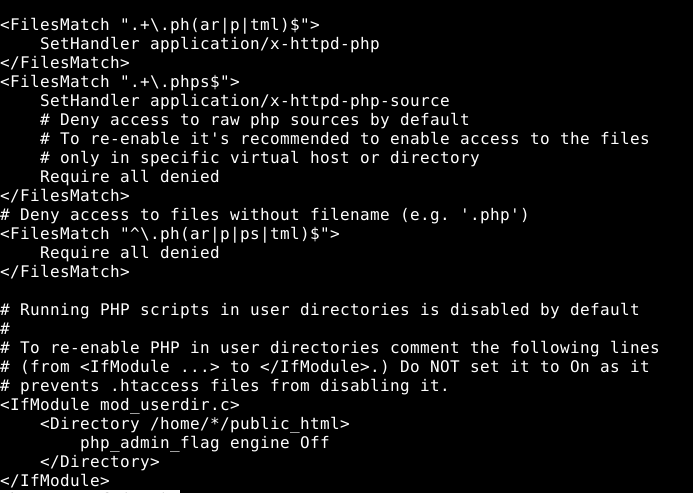 <FilesMatch ".+\.ph(ar|p|tml)$">
    SetHandler application/x-httpd-php
</FilesMatch>
<FilesMatch ".+\.phps$">
    SetHandler application/x-httpd-php-source
    # Deny access to raw php sources by default
    # To re-enable it's recommended to enable access to the files
    # only in specific virtual host or directory
    Require all denied
</FilesMatch>
# Deny access to files without filename (e.g. '.php')
<FilesMatch "^\.ph(ar|p|ps|tml)$">
    Require all denied
</FilesMatch>

# Running PHP scripts in user directories is disabled by default
#
# To re-enable PHP in user directories comment the following lines
# (from <IfModule ...> to </IfModule>.) Do NOT set it to On as it
# prevents .htaccess files from disabling it.
<IfModule mod_userdir.c>
    <Directory /home/*/public_html>
        php_admin_flag engine Off
    </Directory>
</IfModule>